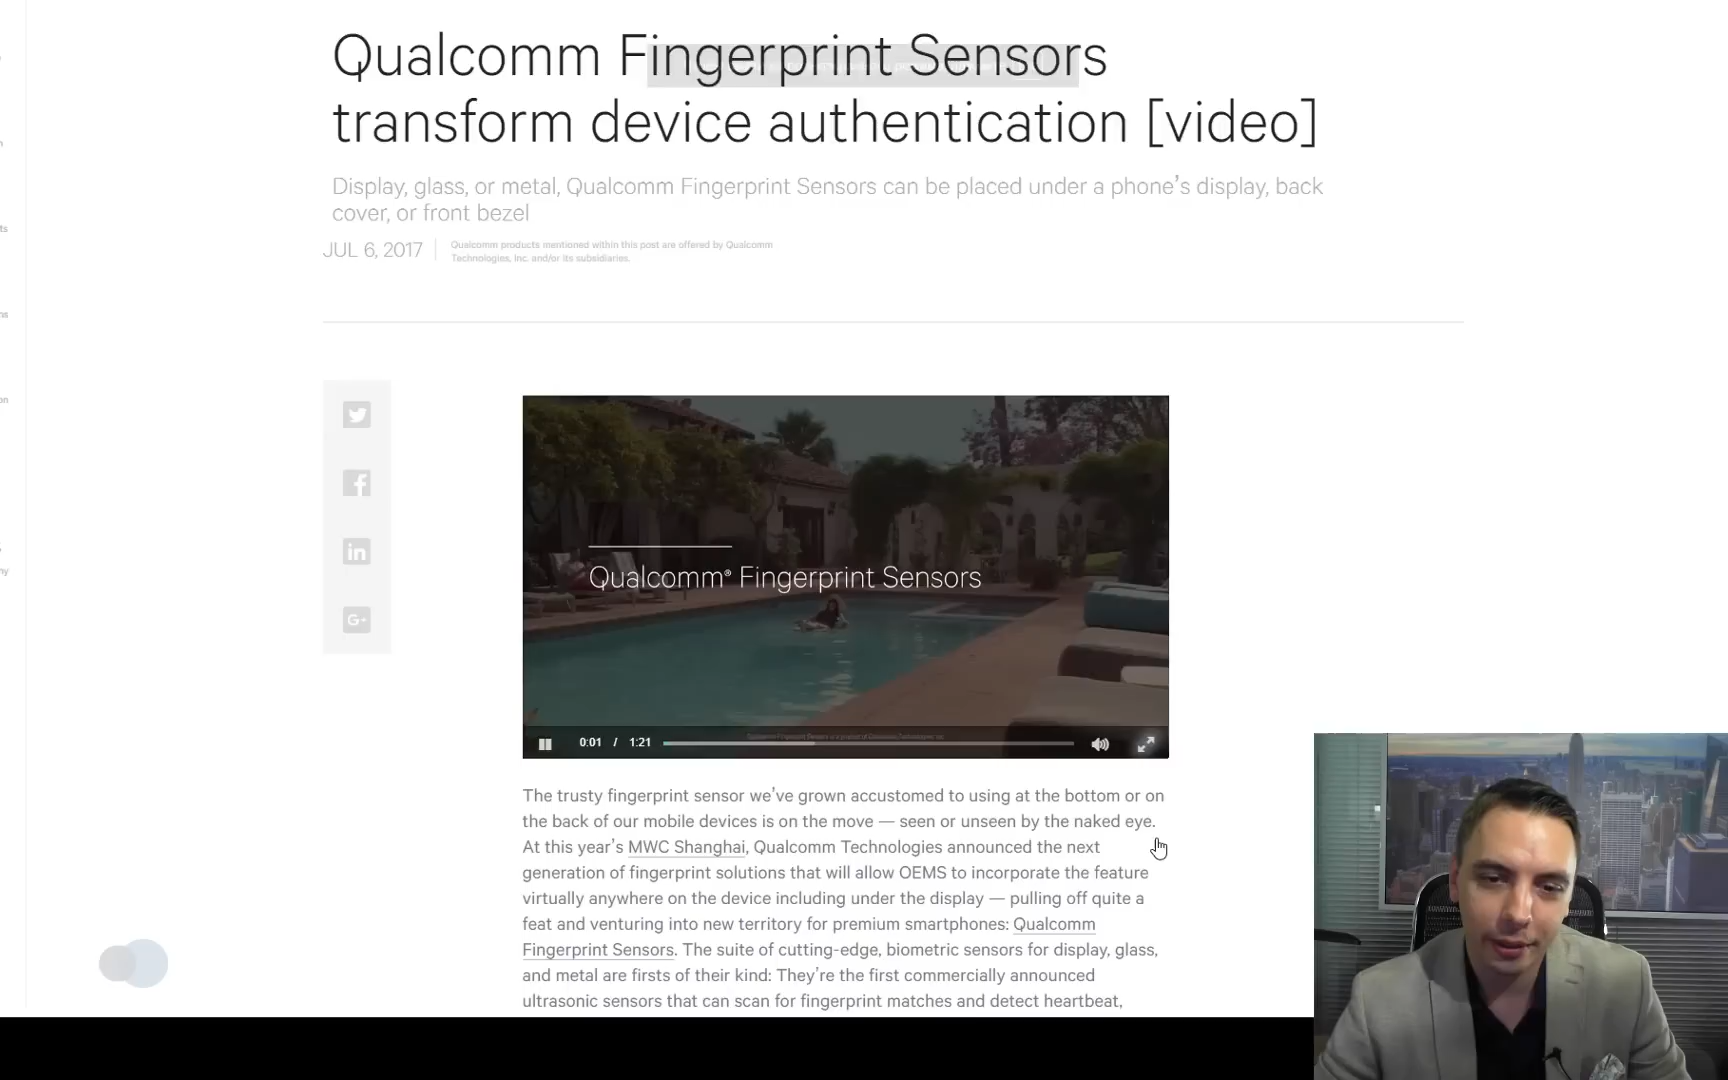 Qualcomm Fingerprint Sensors
transform device authentication [video]
Display, glass, or metal, Qualcomm Fingerprint Sensors can be placed under a phone’s display, back
cover, or front bezel
JUL 6, 2017
Qualcomm products mentioned within this post are offered by Qualcomm
Technologies, Inc. and/or its subsidiaries.
Qualcomm® Fingerprint Sensors
0:01 / 1:21
The trusty fingerprint sensor we’ve grown accustomed to using at the bottom or on
the back of our mobile devices is on the move — seen or unseen by the naked eye.
At this year’s MWC Shanghai, Qualcomm Technologies announced the next
generation of fingerprint solutions that will allow OEMS to incorporate the feature
virtually anywhere on the device including under the display — pulling off quite a
feat and venturing into new territory for premium smartphones: Qualcomm
Fingerprint Sensors. The suite of cutting-edge, biometric sensors for display, glass,
and metal are firsts of their kind: They’re the first commercially announced
ultrasonic sensors that can scan for fingerprint matches and detect heartbeat,